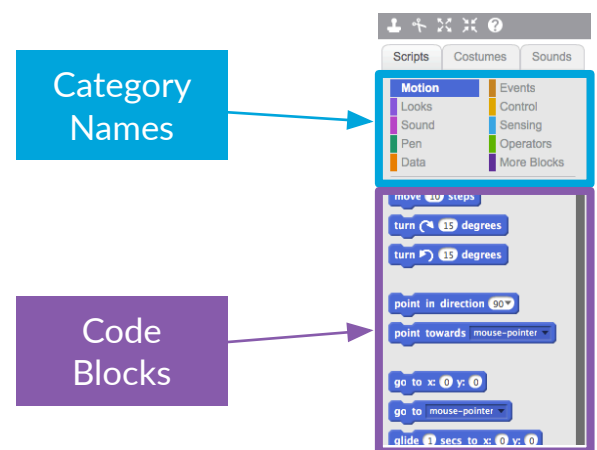 Scripts Costumes Sounds
Category
Names
Motion Events
Looks Control
Sound Sensing
Pen Operators
Data More Blocks
move 10 steps
turn 15 degrees
turn 15 degrees
point in direction 90
point towards mouse-pointer
Code
Blocks
go to x: 0 y: 0
go to mouse-pointer
glide 1 secs to x: 0 y: 0